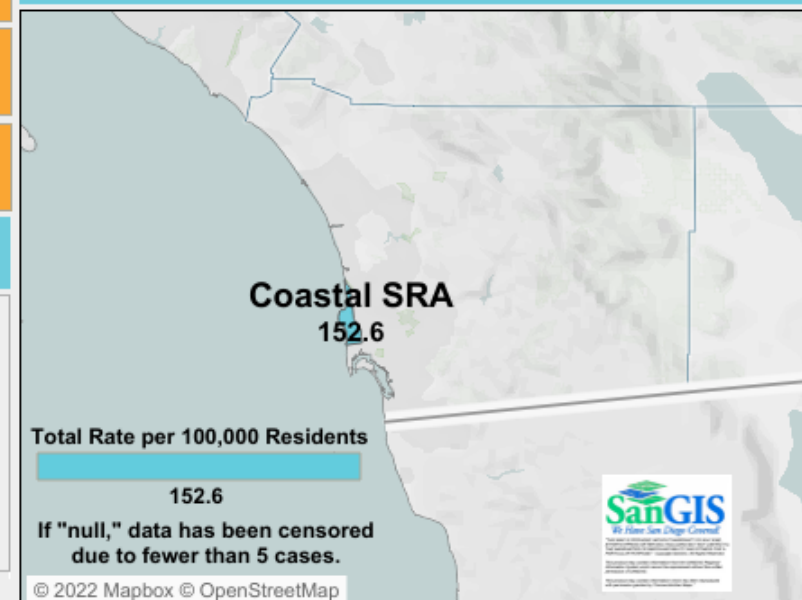 Coastal SRA
152.6
Total Rate per 100,000 Residents
152.6
If "null," data has been censored
due to fewer than 5 cases.
SanGIS
We Have San Diego Covered!
© 2022 Mapbox © OpenStreetMap